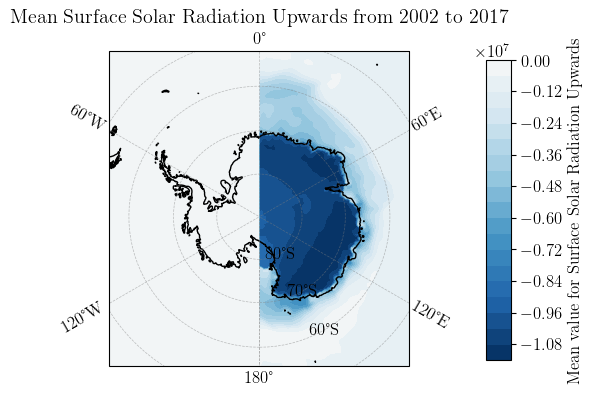 Mean Surface Solar Radiation Upwards from 2002 to 2017
0°
×10⁷
60°W
60°E
80°S
70°S
60°S
120°W
120°E
180°
0.00
−0.12
−0.24
−0.36
−0.48
−0.60
−0.72
−0.84
−0.96
−1.08
Mean value for Surface Solar Radiation Upwards